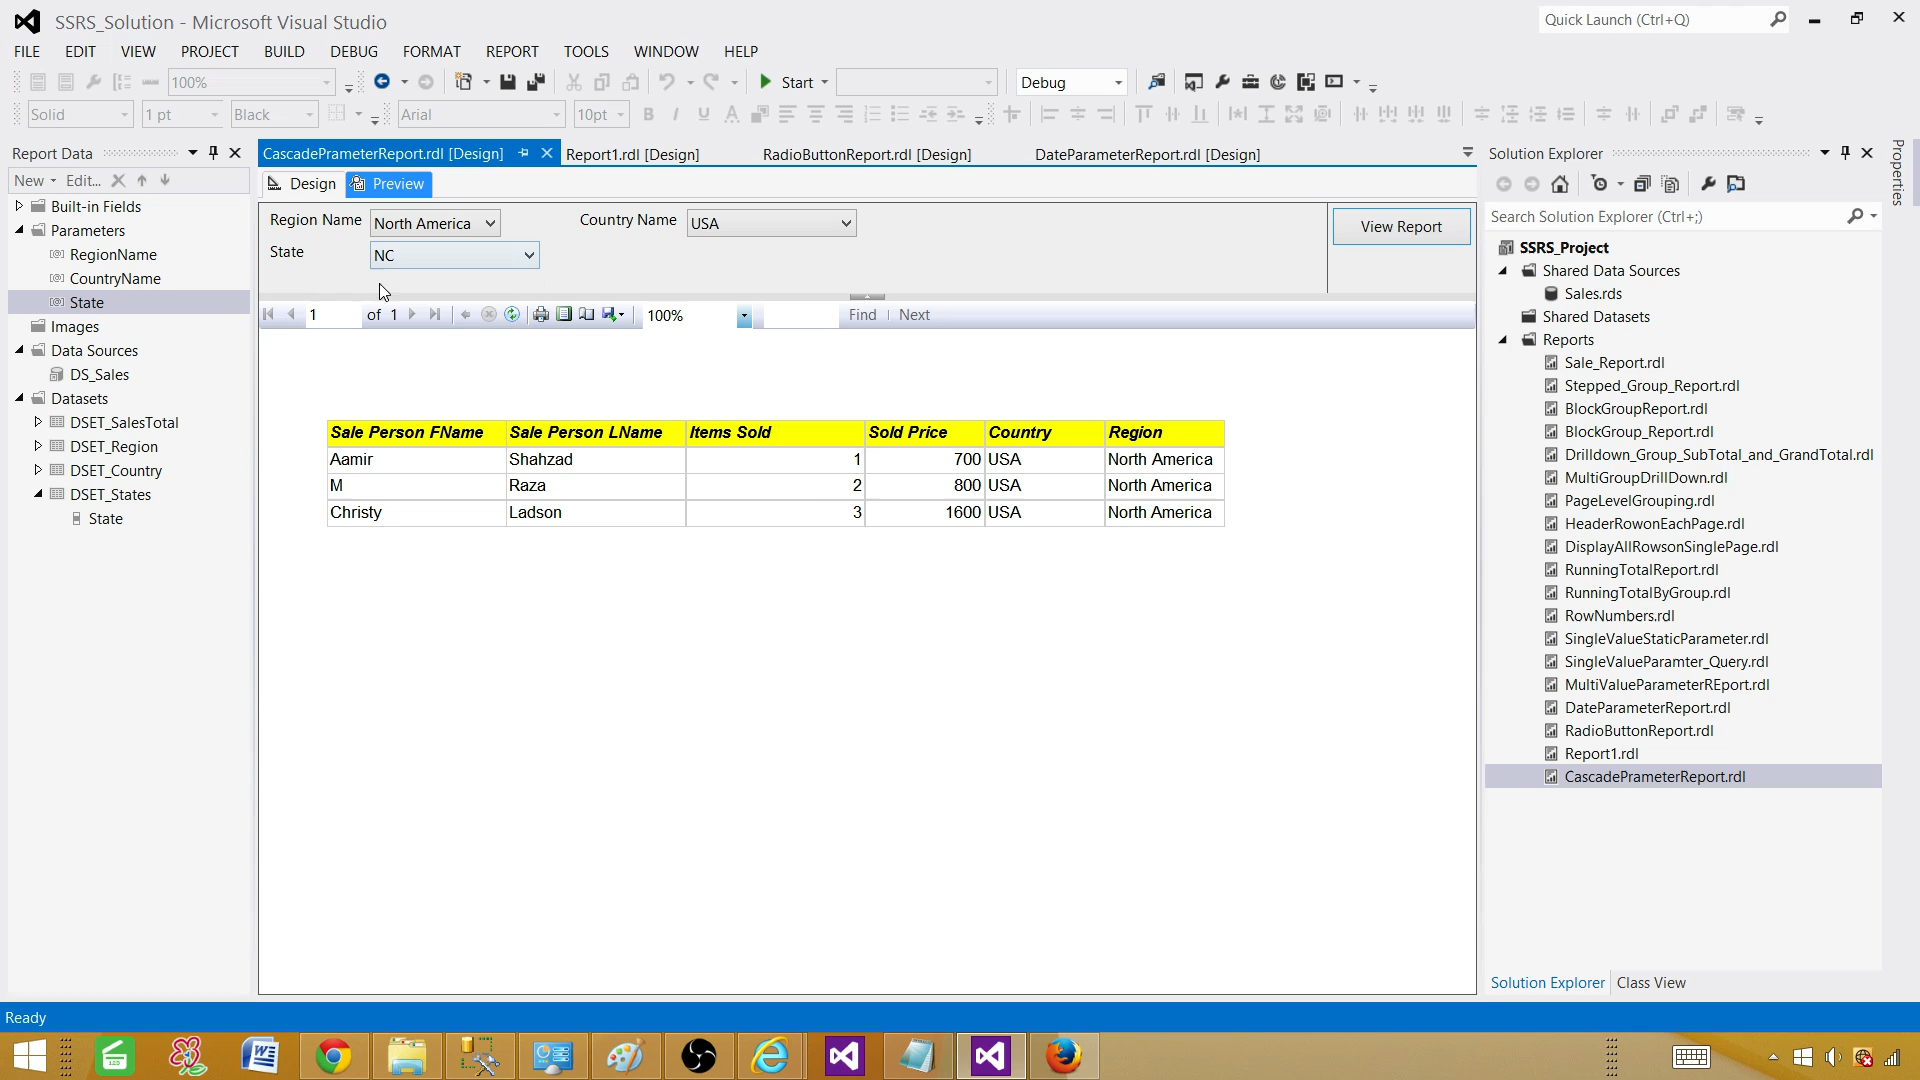 SSRS_Solution - Microsoft Visual Studio
Quick Launch (Ctrl+Q)
FILE EDIT VIEW PROJECT BUILD DEBUG FORMAT REPORT TOOLS WINDOW HELP
100% Start Debug
Solid 1 pt Black Arial 10pt
Report Data
New Edit...
Built-in Fields
Parameters
RegionName
CountryName
State
Images
Data Sources
DS_Sales
Datasets
DSET_SalesTotal
DSET_Region
DSET_Country
DSET_States
State
CascadePrameterReport.rdl [Design] Report1.rdl [Design] RadioButtonReport.rdl [Design] DateParameterReport.rdl [Design]
Design Preview
Region Name North America Country Name USA
State NC
View Report
1 of 1 100% Find Next
Sale Person FName Sale Person LName Items Sold Sold Price Country Region
Aamir Shahzad 1 700 USA North America
M Raza 2 800 USA North America
Christy Ladson 3 1600 USA North America
Solution Explorer
Search Solution Explorer (Ctrl+;)
SSRS_Project
Shared Data Sources
Sales.rds
Shared Datasets
Reports
Sale_Report.rdl
Stepped_Group_Report.rdl
BlockGroupReport.rdl
BlockGroup_Report.rdl
Drilldown_Group_SubTotal_and_GrandTotal.rdl
MultiGroupDrillDown.rdl
PageLevelGrouping.rdl
HeaderRowonEachPage.rdl
DisplayAllRowsonSinglePage.rdl
RunningTotalReport.rdl
RunningTotalByGroup.rdl
RowNumbers.rdl
SingleValueStaticParameter.rdl
SingleValueParamter_Query.rdl
MultiValueParameterREport.rdl
DateParameterReport.rdl
RadioButtonReport.rdl
Report1.rdl
CascadePrameterReport.rdl
Solution Explorer Class View
Properties
Ready